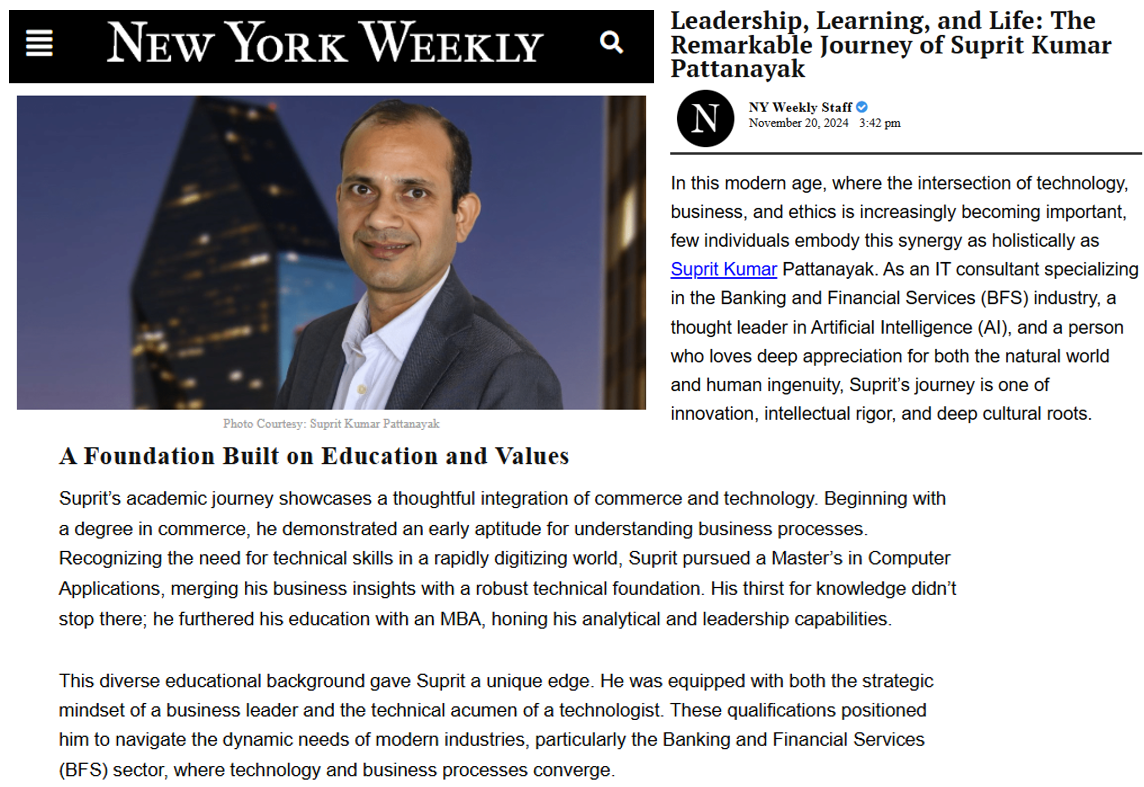 NEW YORK WEEKLY
Leadership, Learning, and Life: The
Remarkable Journey of Suprit Kumar
Pattanayak
N
NY Weekly Staff
November 20, 2024 3:42 pm
In this modern age, where the intersection of technology,
business, and ethics is increasingly becoming important,
few individuals embody this synergy as holistically as
Suprit Kumar Pattanayak. As an IT consultant specializing
in the Banking and Financial Services (BFS) industry, a
thought leader in Artificial Intelligence (AI), and a person
who loves deep appreciation for both the natural world
and human ingenuity, Suprit’s journey is one of
innovation, intellectual rigor, and deep cultural roots.
Photo Courtesy: Suprit Kumar Pattanayak
A Foundation Built on Education and Values
Suprit’s academic journey showcases a thoughtful integration of commerce and technology. Beginning with
a degree in commerce, he demonstrated an early aptitude for understanding business processes.
Recognizing the need for technical skills in a rapidly digitizing world, Suprit pursued a Master’s in Computer
Applications, merging his business insights with a robust technical foundation. His thirst for knowledge didn’t
stop there; he furthered his education with an MBA, honing his analytical and leadership capabilities.
This diverse educational background gave Suprit a unique edge. He was equipped with both the strategic
mindset of a business leader and the technical acumen of a technologist. These qualifications positioned
him to navigate the dynamic needs of modern industries, particularly the Banking and Financial Services
(BFS) sector, where technology and business processes converge.